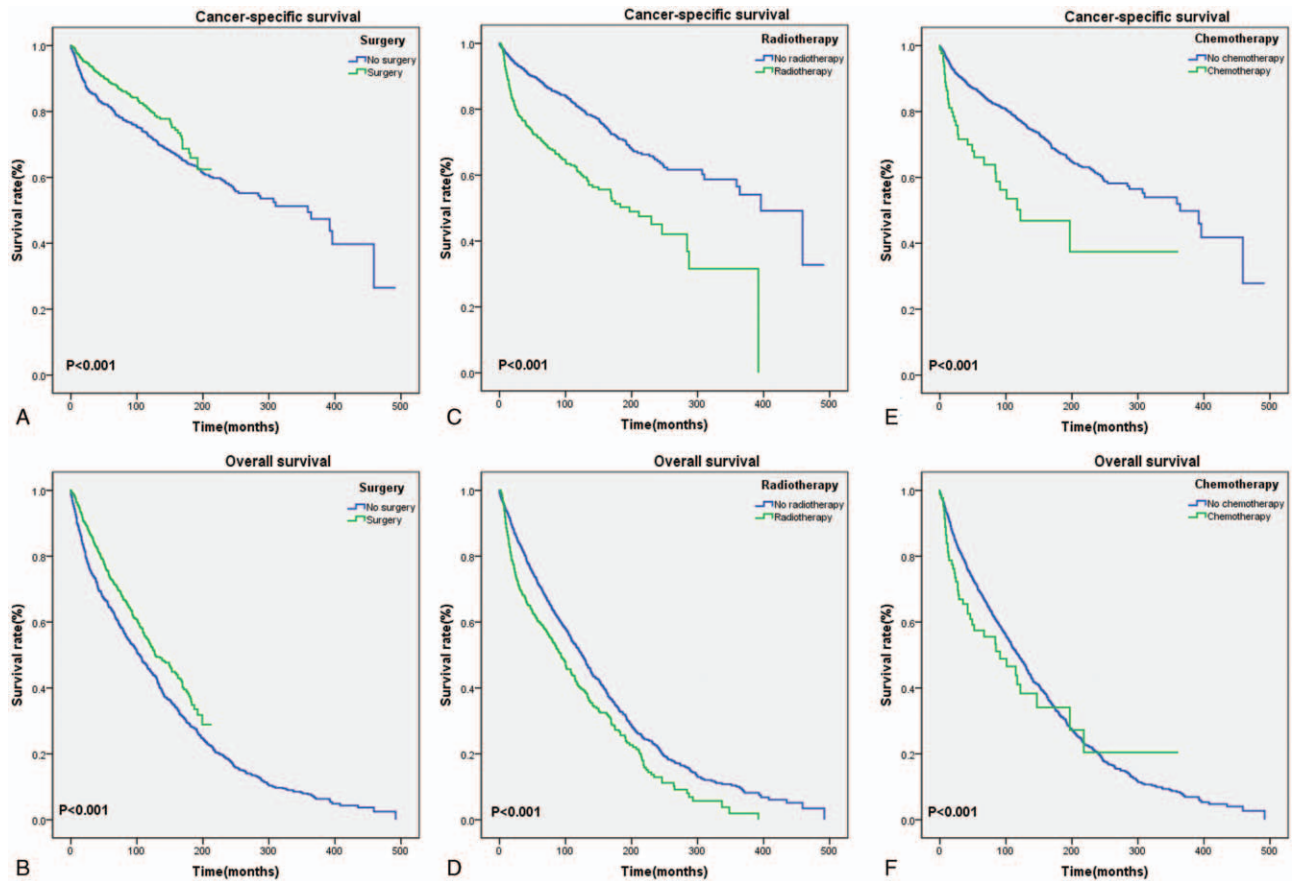 Cancer-specific survival
Surgery
No surgery
Surgery
Survival rate(%)
1.0
0.8
0.6
0.4
0.2
0.0
P<0.001
0 100 200 300 400 500
Time(months)
A
Cancer-specific survival
Radiotherapy
No radiotherapy
Radiotherapy
Survival rate(%)
1.0
0.8
0.6
0.4
0.2
0.0
P<0.001
0 100 200 300 400 500
Time(months)
C
Cancer-specific survival
Chemotherapy
No chemotherapy
Chemotherapy
Survival rate(%)
1.0
0.8
0.6
0.4
0.2
0.0
P<0.001
0 100 200 300 400 500
Time(months)
E
Overall survival
Surgery
No surgery
Surgery
Survival rate(%)
1.0
0.8
0.6
0.4
0.2
0.0
P<0.001
0 100 200 300 400 500
Time(months)
B
Overall survival
Radiotherapy
No radiotherapy
Radiotherapy
Survival rate(%)
1.0
0.8
0.6
0.4
0.2
0.0
P<0.001
0 100 200 300 400 500
Time(months)
D
Overall survival
Chemotherapy
No chemotherapy
Chemotherapy
Survival rate(%)
1.0
0.8
0.6
0.4
0.2
0.0
P<0.001
0 100 200 300 400 500
Time(months)
F